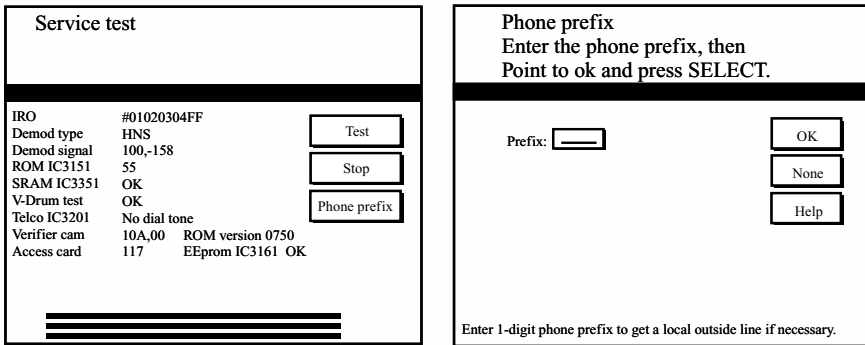 Service test
IRO #01020304FF
Demod type HNS
Demod signal 100,-158
ROM IC3151 55
SRAM IC3351 OK
V-Drum test OK
Telco IC3201 No dial tone
Verifier cam 10A,00 ROM version 0750
Access card 117 EEprom IC3161 OK
Test
Stop
Phone prefix
Phone prefix
Enter the phone prefix, then
Point to ok and press SELECT.
Prefix:
OK
None
Help
Enter 1-digit phone prefix to get a local outside line if necessary.